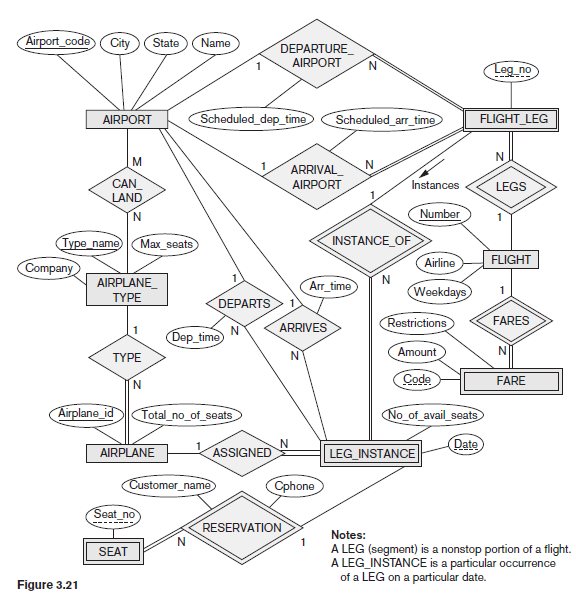 Airport_code
City
State
Name
DEPARTURE_
AIRPORT
1
N
Leg_no
AIRPORT
Scheduled_dep_time
Scheduled_arr_time
FLIGHT_LEG
M
1
ARRIVAL_
AIRPORT
N
N
CAN_
LAND
Instances
LEGS
1
N
Number
1
Type_name
Max_seats
INSTANCE_OF
Company
Airline
FLIGHT
AIRPLANE_
TYPE
1
N
Weekdays
1
DEPARTS
Arr_time
1
1
Dep_time
N
ARRIVES
Restrictions
FARES
TYPE
N
Amount
N
N
Code
FARE
Airplane_id
Total_no_of_seats
No_of_avail_seats
AIRPLANE
1
ASSIGNED
N
LEG_INSTANCE
Date
Customer_name
Cphone
Seat_no
RESERVATION
N
1
SEAT
Notes:
A LEG (segment) is a nonstop portion of a flight.
A LEG_INSTANCE is a particular occurrence
of a LEG on a particular date.
Figure 3.21